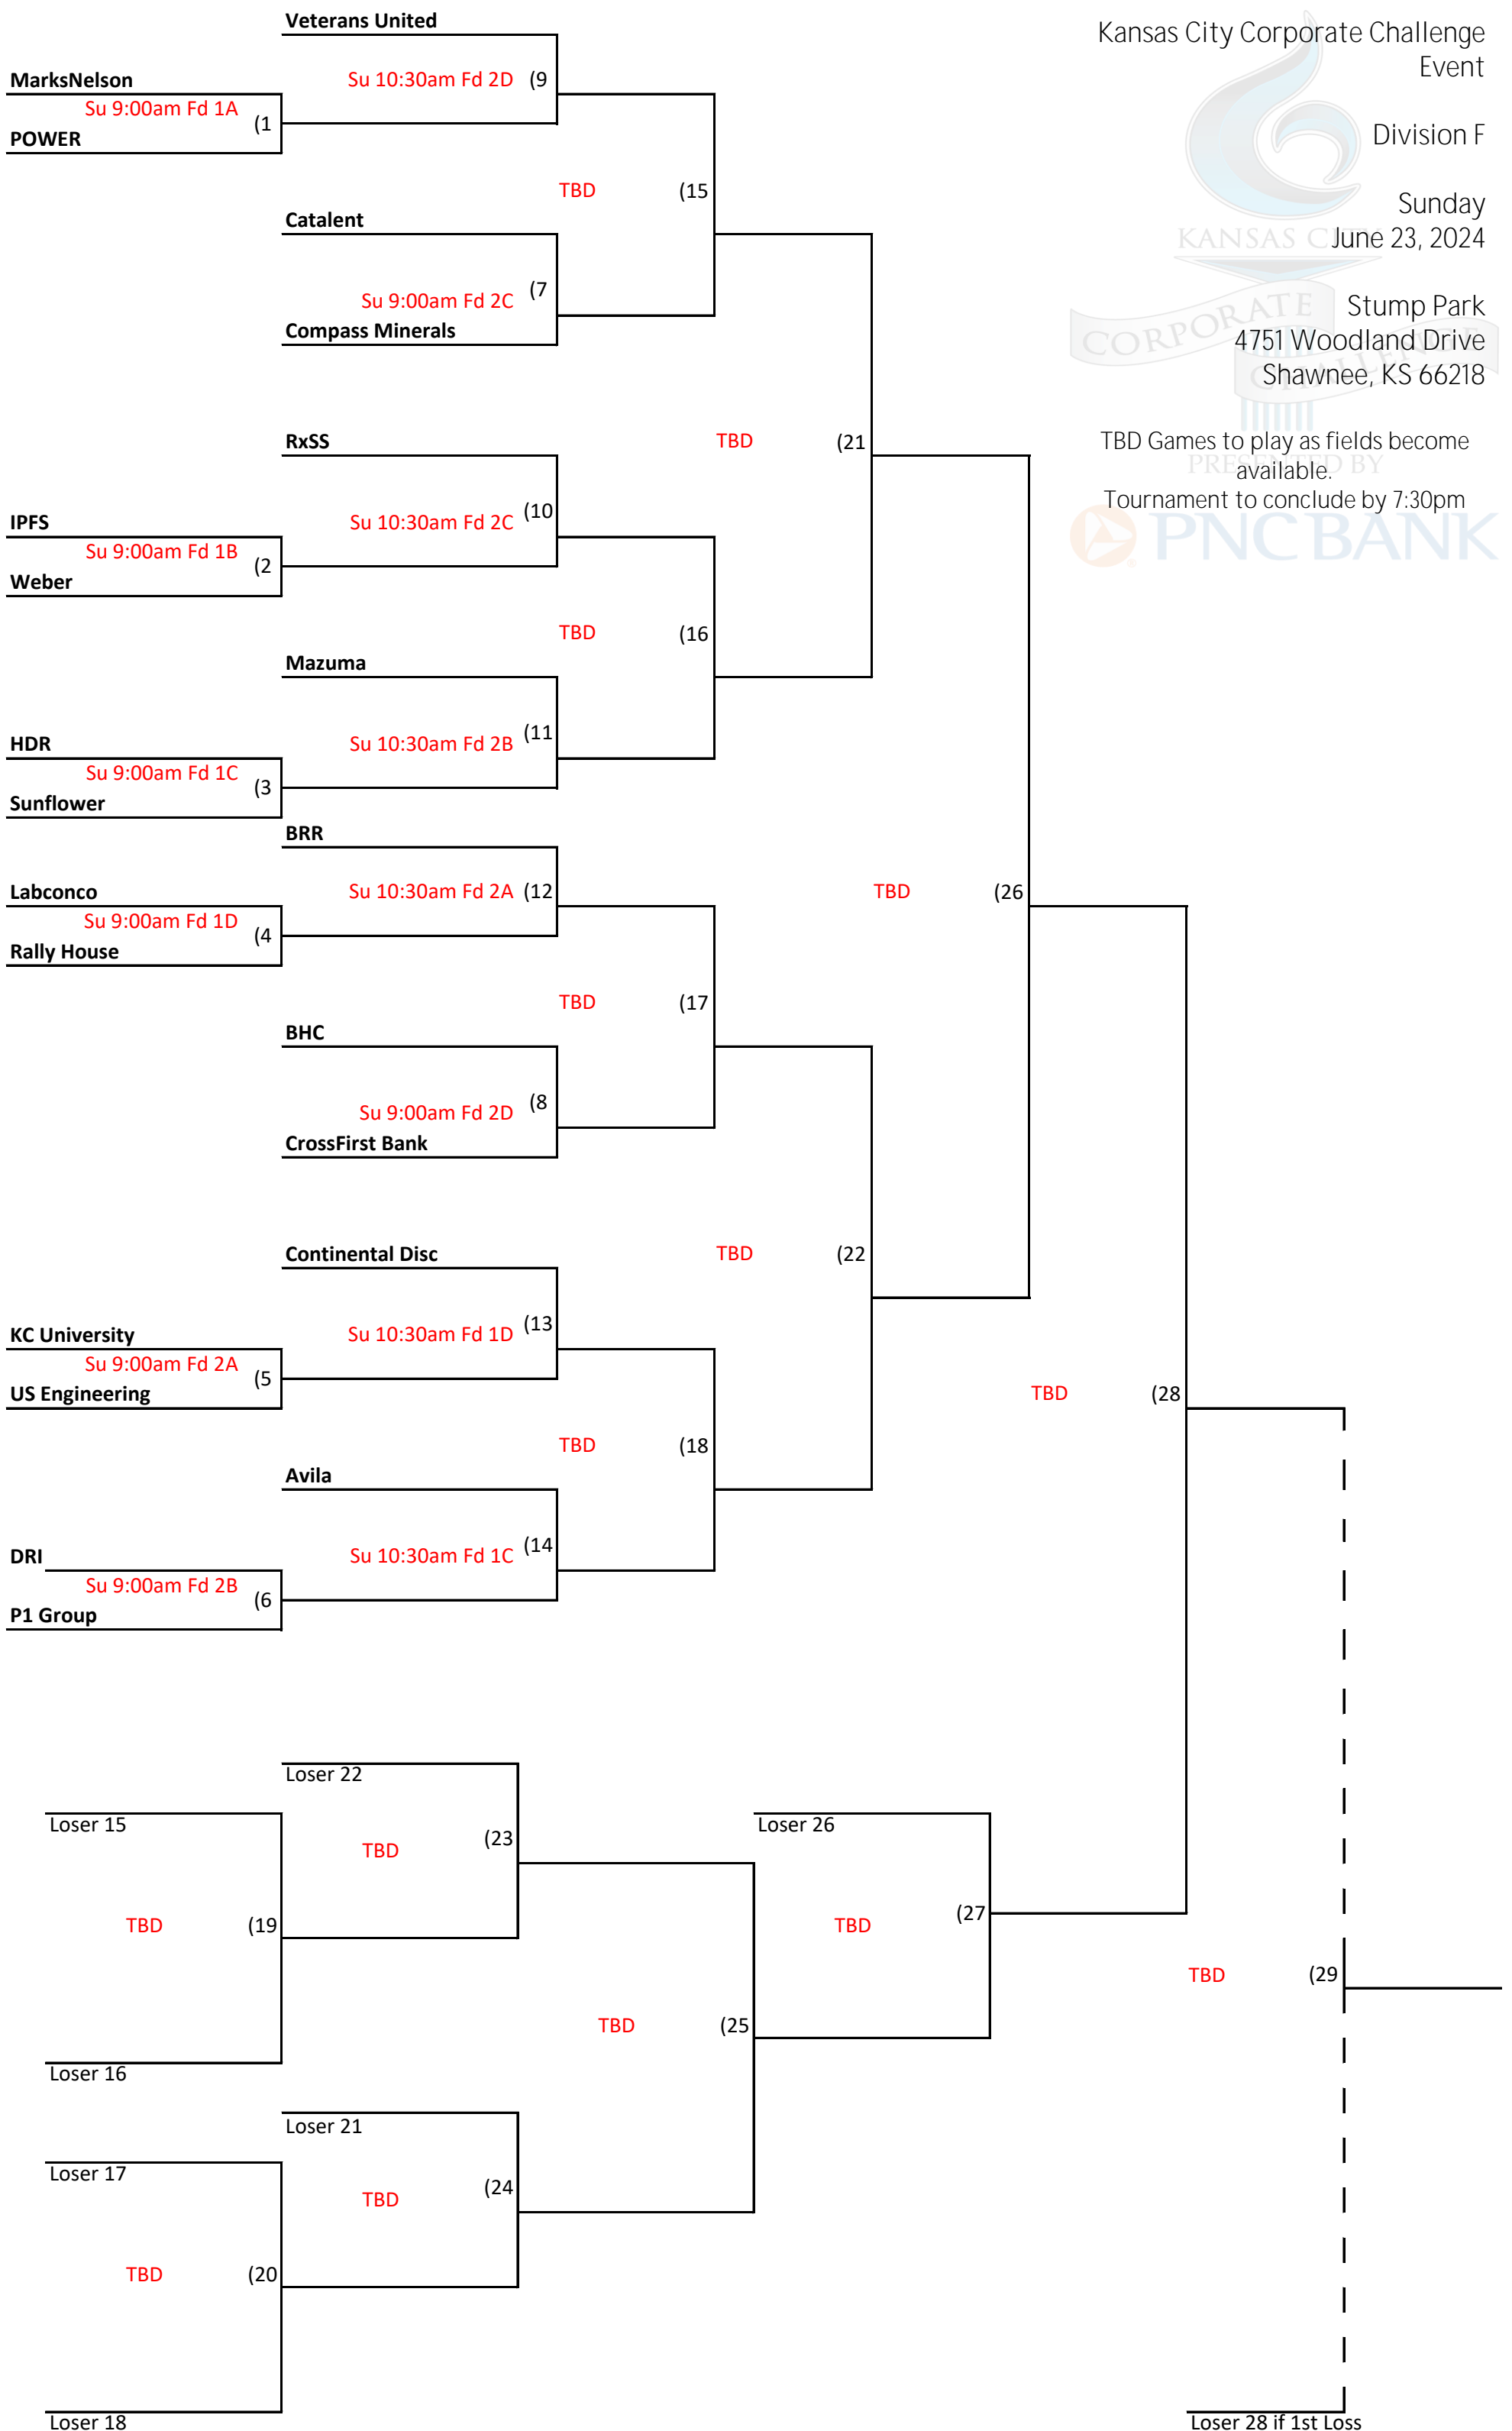 Veterans United
Kansas City Corporate Challenge
Event
MarksNelson
Su 10:30am Fd 2D (9
Su 9:00am Fd 1A
(1
POWER
Division F
TBD (15
Sunday
Catalent
KANSAS CITY
June 23, 2024
Su 9:00am Fd 2C (7
Compass Minerals
CORPORATE
CHALLENGE
Stump Park
4751 Woodland Drive
Shawnee, KS 66218
RxSS
TBD (21
TBD Games to play as fields become
available.
PRESENTED BY
Tournament to conclude by 7:30pm
PNC BANK
IPFS
Su 10:30am Fd 2C (10
Su 9:00am Fd 1B
(2
Weber
TBD (16
Mazuma
HDR
Su 10:30am Fd 2B (11
Su 9:00am Fd 1C
(3
Sunflower
BRR
Labconco
Su 10:30am Fd 2A (12
TBD (26
Su 9:00am Fd 1D
(4
Rally House
TBD (17
BHC
Su 9:00am Fd 2D (8
CrossFirst Bank
Continental Disc
TBD (22
KC University
Su 10:30am Fd 1D (13
Su 9:00am Fd 2A
(5
US Engineering
TBD (28
TBD (18
Avila
DRI
Su 10:30am Fd 1C (14
Su 9:00am Fd 2B
(6
P1 Group
Loser 22
Loser 15
Loser 26
TBD (23
TBD (19
TBD (27
TBD (29
TBD (25
Loser 16
Loser 21
Loser 17
TBD (24
TBD (20
Loser 18
Loser 28 if 1st Loss